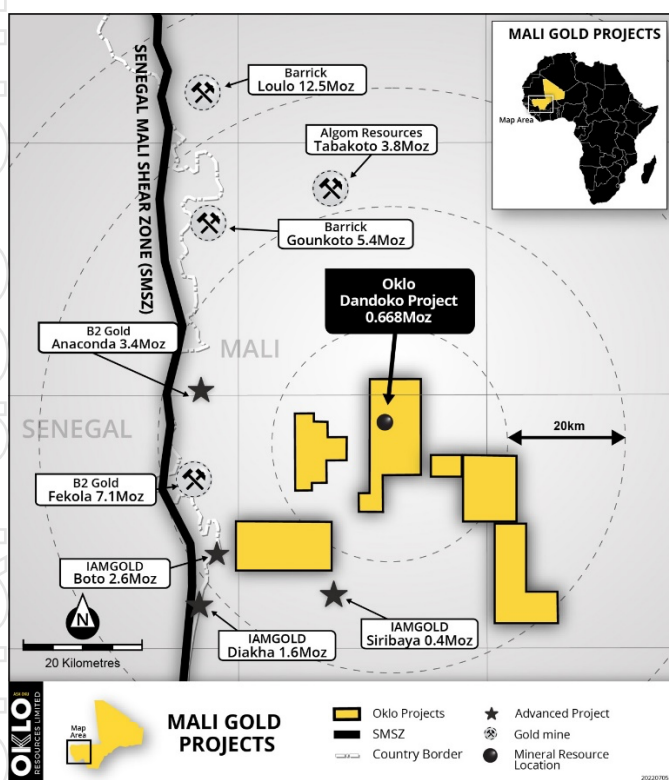 MALI GOLD PROJECTS
Map Area
SENEGAL MALI SHEAR ZONE (SMSZ)
Barrick
Loulo 12.5Moz
Algom Resources
Tabakoto 3.8Moz
Barrick
Gounkoto 5.4Moz
Oklo
Dandoko Project
0.668Moz
B2 Gold
Anaconda 3.4Moz
MALI
SENEGAL
20km
B2 Gold
Fekola 7.1Moz
IAMGOLD
Boto 2.6Moz
IAMGOLD
Siribaya 0.4Moz
IAMGOLD
Diakha 1.6Moz
N
20 Kilometres
OKLO
RESOURCES LIMITED
Map
Area
MALI GOLD
PROJECTS
Oklo Projects
SMSZ
Country Border
Advanced Project
Gold mine
Mineral Resource
Location